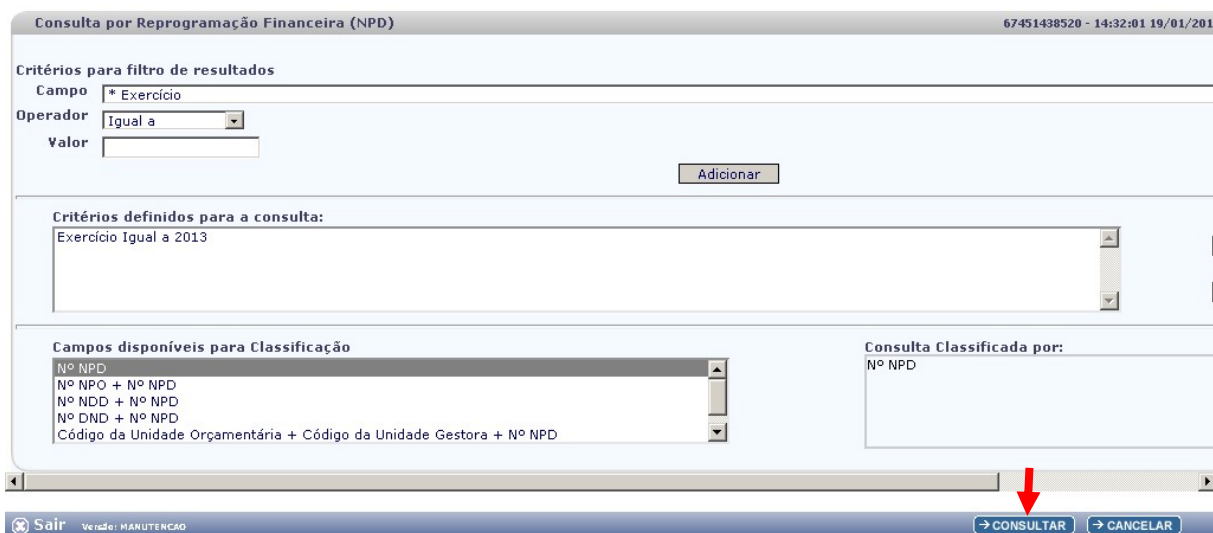 Consulta por Reprogramação Financeira (NPD) 67451438520 - 14:32:01 19/01/201
Critérios para filtro de resultados
Campo * Exercício
Operador Igual a
Valor
Adicionar
Critérios definidos para a consulta:
Exercício Igual a 2013
Campos disponíveis para Classificação Consulta Classificada por:
Nº NPD Nº NPD
Nº NPO + Nº NPD
Nº NDD + Nº NPD
Nº DND + Nº NPD
Código da Unidade Orçamentária + Código da Unidade Gestora + Nº NPD
Sair Versão: MANUTENCAO CONSULTAR CANCELAR